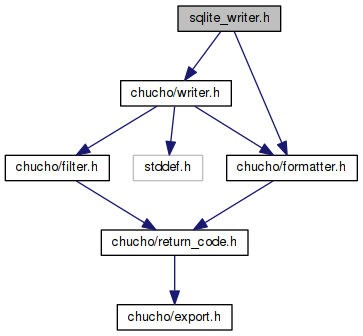 sqlite_writer.h
chucho/writer.h
chucho/filter.h
stddef.h
chucho/formatter.h
chucho/return_code.h
chucho/export.h